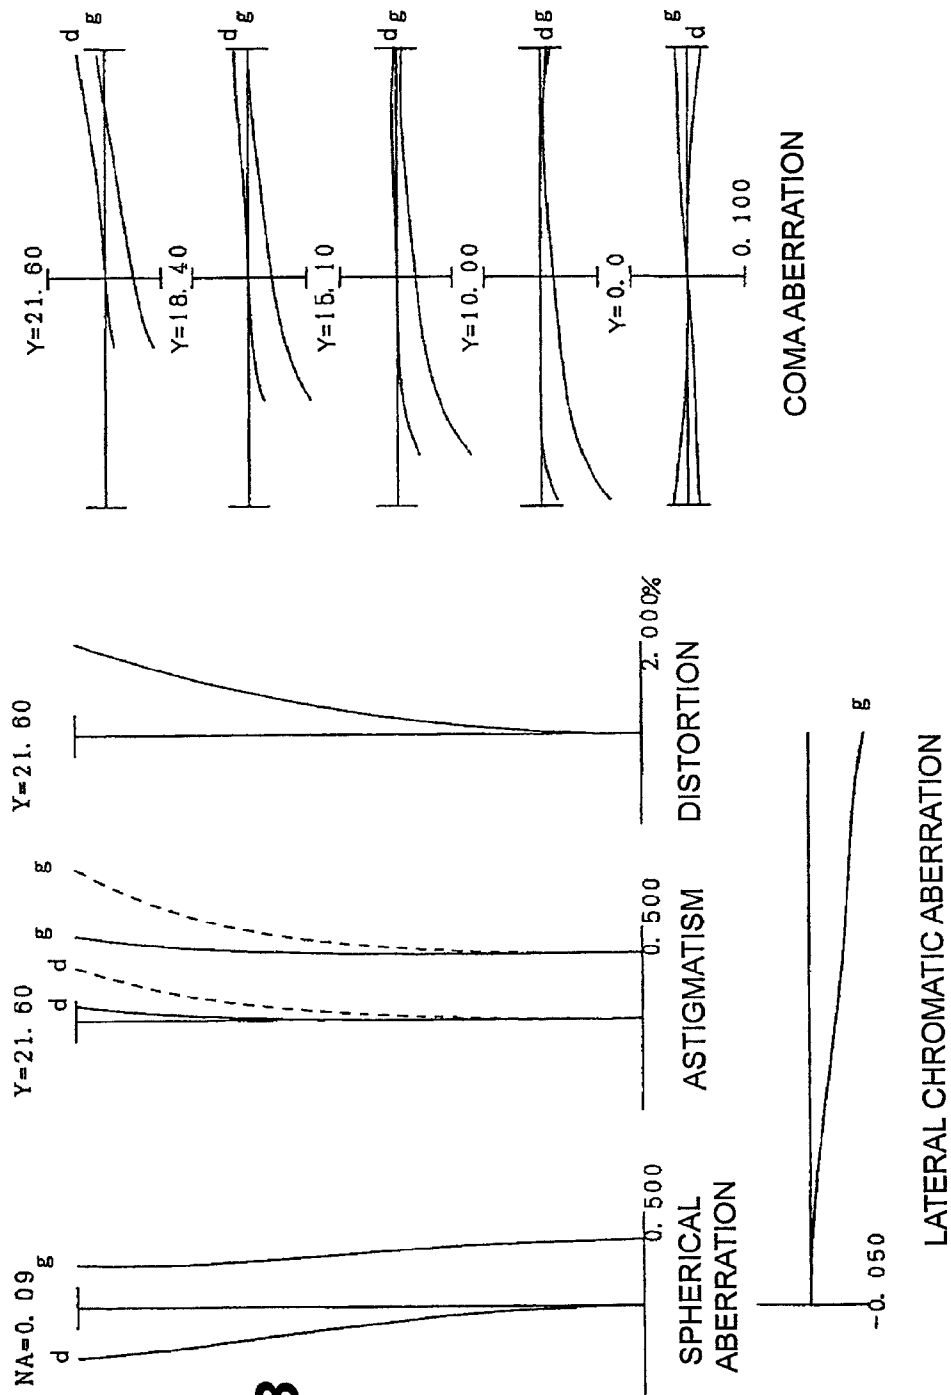 NA=0. 09
d
g
0. 500
SPHERICAL
ABERRATION
Y=21. 60
d
d
g
g
0. 500
ASTIGMATISM
Y=21. 60
2. 000%
DISTORTION
Y=21. 60
d
g
Y=18. 40
d
g
Y=15. 10
d
g
Y=10. 00
d
g
Y=0. 0
g
d
0. 100
COMA ABERRATION
-0. 050
g
LATERAL CHROMATIC ABERRATION